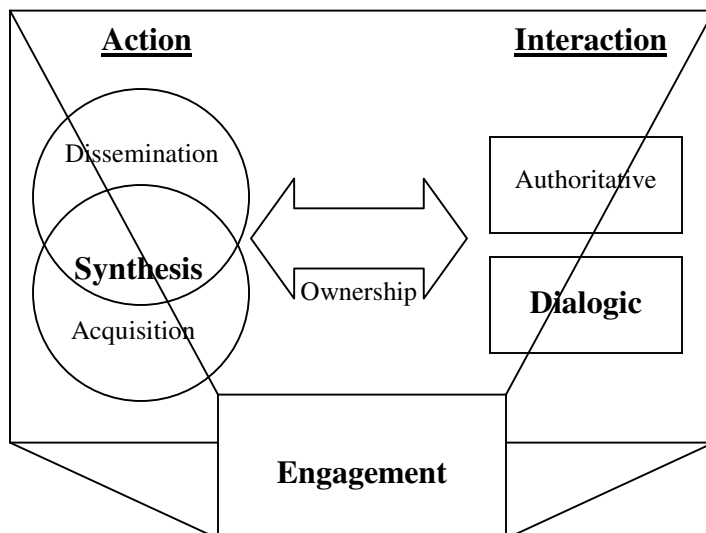 Action
Interaction
Dissemination
Authoritative
Synthesis
Ownership
Dialogic
Acquisition
Engagement